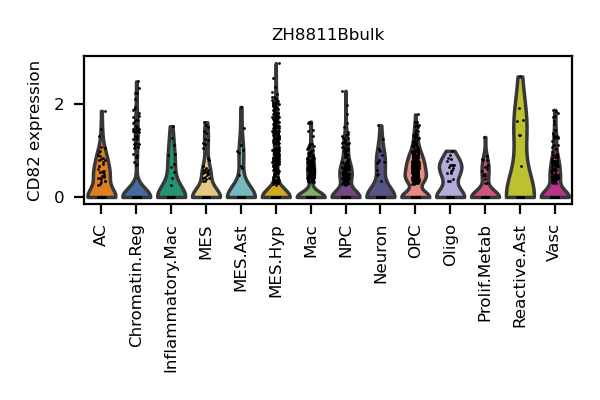 ZH8811Bbulk
CD82 expression
2
0
AC
Chromatin.Reg
Inflammatory.Mac
MES
MES.Ast
MES.Hyp
Mac
NPC
Neuron
OPC
Oligo
Prolif.Metab
Reactive.Ast
Vasc